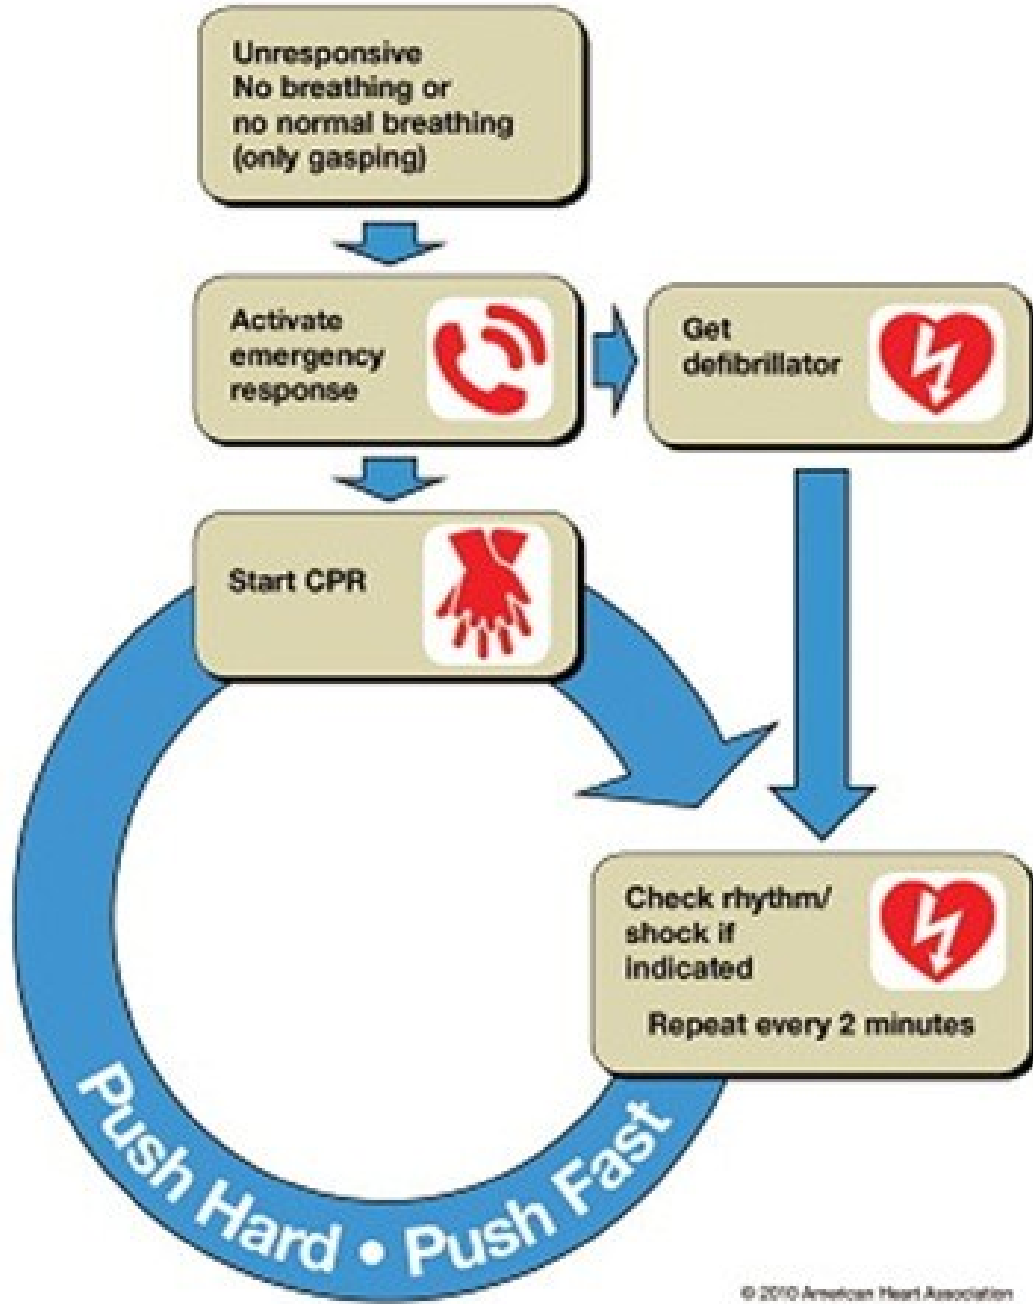 Unresponsive
No breathing or
no normal breathing
(only gasping)
Activate
emergency
response
Get
defibrillator
Start CPR
Check rhythm/
shock if
indicated
Repeat every 2 minutes
Push Hard • Push Fast
© 2010 American Heart Association